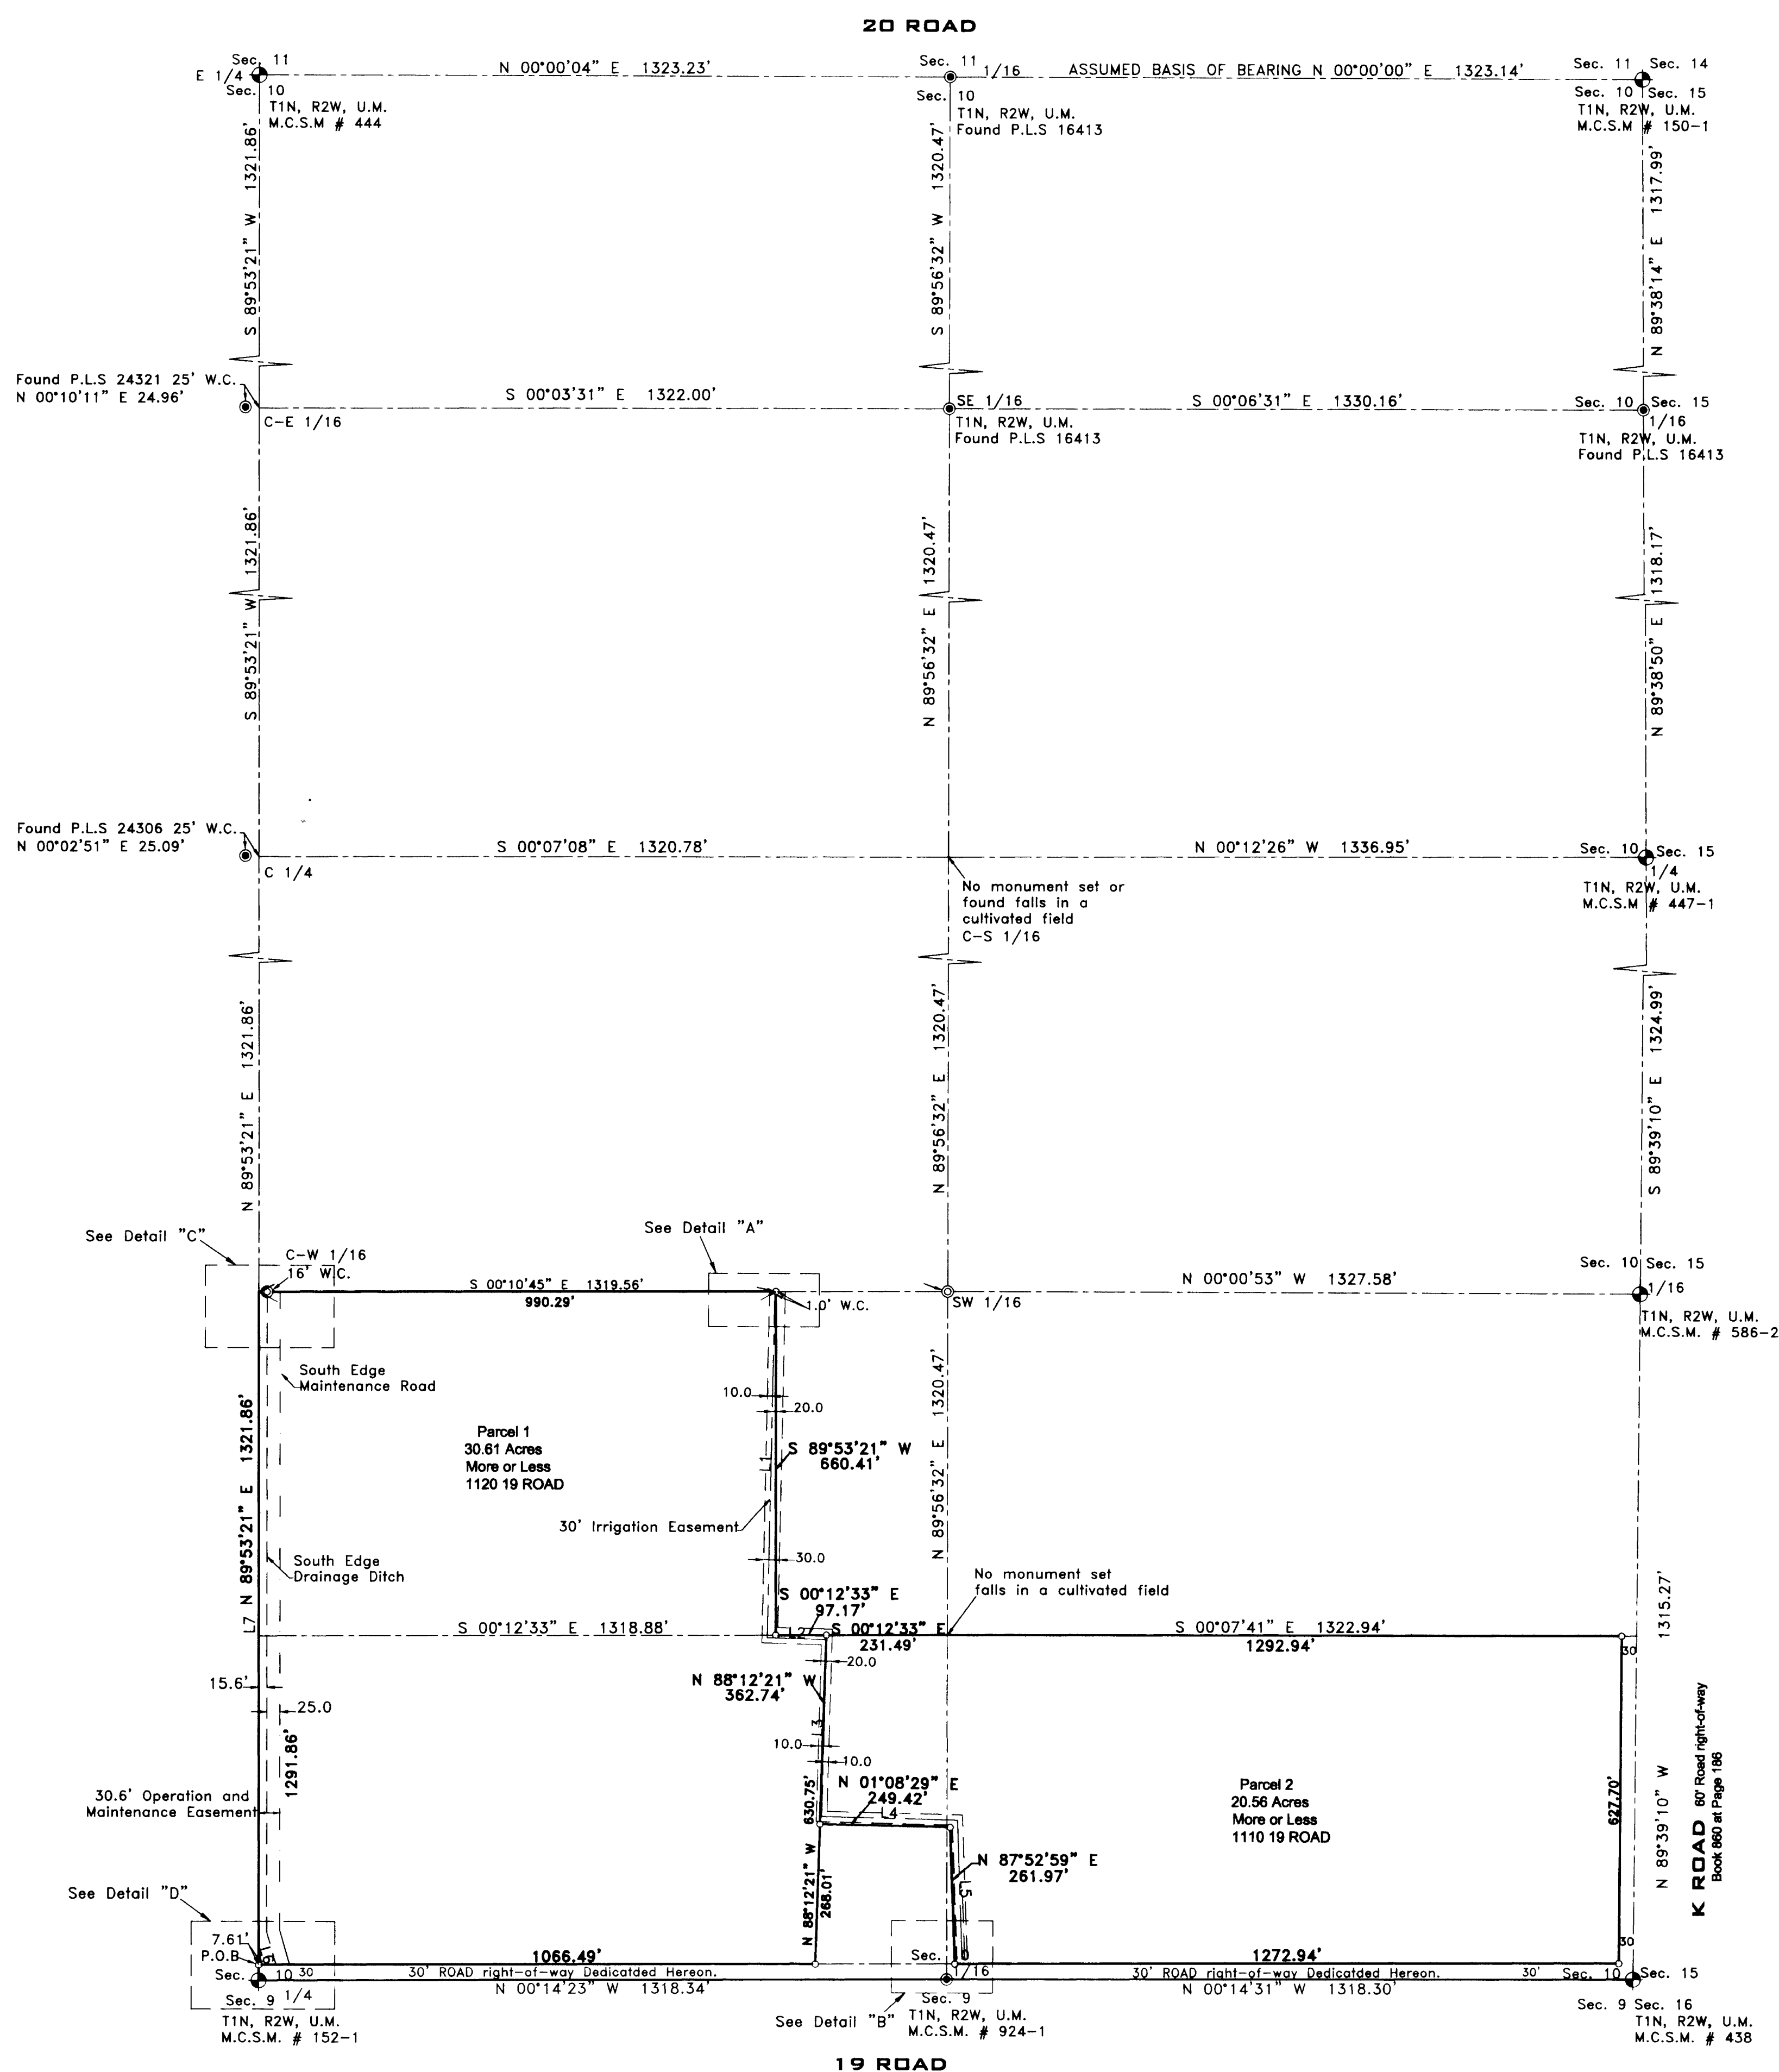 20 ROAD
Sec. 11
E 1/4
Sec. 10
T1N, R2W, U.M.
M.C.S.M # 444
N 00°00'04" E 1323.23'
Sec. 11
1/16
Sec. 10
T1N, R2W, U.M.
Found P.L.S 16413
ASSUMED BASIS OF BEARING N 00°00'00" E 1323.14'
Sec. 11 Sec. 14
Sec. 10 Sec. 15
T1N, R2W, U.M.
M.C.S.M # 150-1
S 89°53'21" W 1321.86'
S 89°56'32" W 1320.47'
N 89°38'14" E 1317.99'
Found P.L.S 24321 25' W.C.
N 00°10'11" E 24.96'
C-E 1/16
S 00°03'31" E 1322.00'
SE 1/16
T1N, R2W, U.M.
Found P.L.S 16413
S 00°06'31" E 1330.16'
Sec. 10 Sec. 15
1/16
T1N, R2W, U.M.
Found P.L.S 16413
S 89°53'21" W 1321.86'
N 89°56'32" E 1320.47'
N 89°38'50" E 1318.17'
Found P.L.S 24306 25' W.C.
N 00°02'51" E 25.09'
C 1/4
S 00°07'08" E 1320.78'
No monument set or
found falls in a
cultivated field
C-S 1/16
N 00°12'26" W 1336.95'
Sec. 10 Sec. 15
1/4
T1N, R2W, U.M.
M.C.S.M # 447-1
N 89°53'21" E 1321.86'
N 89°56'32" E 1320.47'
S 89°39'10" E 1324.99'
See Detail "C"
See Detail "A"
C-W 1/16
16' W.C.
S 00°10'45" E 1319.56'
990.29'
1.0' W.C.
SW 1/16
N 00°00'53" W 1327.58'
Sec. 10 Sec. 15
1/16
T1N, R2W, U.M.
M.C.S.M. # 586-2
South Edge
Maintenance Road
10.0
20.0
Parcel 1
30.61 Acres
More or Less
1120 19 ROAD
L1
S 89°53'21" W
660.41'
N 89°56'32" E 1320.47'
L7 N 89°53'21" E 1321.86'
30' Irrigation Easement
30.0
South Edge
Drainage Ditch
No monument set
falls in a cultivated field
S 00°12'33" E
97.17'
S 00°12'33" E 1318.88'
L2
S 00°12'33" E
231.49'
S 00°07'41" E 1322.94'
1292.94'
30
1315.27'
20.0
N 88°12'21" W
362.74'
15.6'
25.0
L3
10.0
10.0
1291.86'
N 01°08'29" E
249.42'
L4
30.6' Operation and
Maintenance Easement
630.75'
Parcel 2
20.56 Acres
More or Less
1110 19 ROAD
627.70'
N 89°39'10" W
K ROAD 60' Road right-of-way
Book 860 at Page 186
N 87°52'59" E
261.97'
L5
N 88°12'21" W
268.01'
See Detail "D"
7.61'
P.O.B
L6
1066.49'
Sec.
1272.94'
30
Sec. 10 30
30' ROAD right-of-way Dedicatded Hereon.
1/16
30' ROAD right-of-way Dedicatded Hereon.
30'
Sec. 10 Sec. 15
N 00°14'23" W 1318.34'
N 00°14'31" W 1318.30'
Sec. 9 1/4
T1N, R2W, U.M.
M.C.S.M. # 152-1
See Detail "B"
Sec. 9
T1N, R2W, U.M.
M.C.S.M. # 924-1
Sec. 9 Sec. 16
T1N, R2W, U.M.
M.C.S.M. # 438
19 ROAD